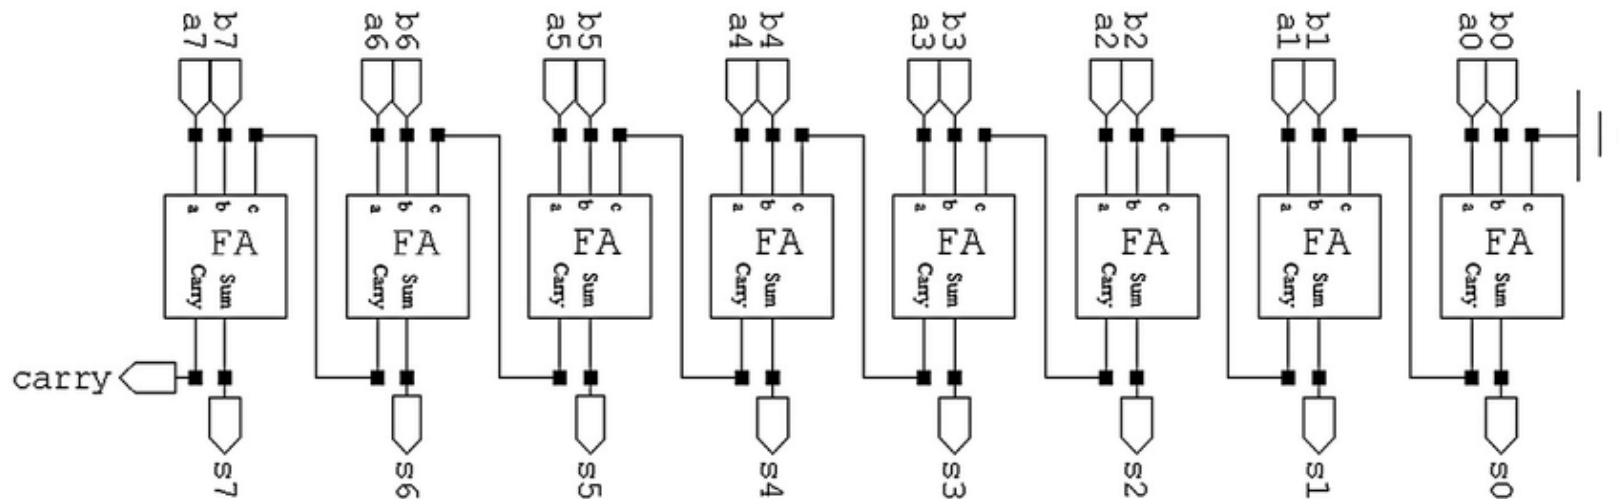 a7 b7 a6 b6 a5 b5 a4 b4 a3 b3 a2 b2 a1 b1 a0 b0
a b c a b c a b c a b c a b c a b c a b c a b c
FA FA FA FA FA FA FA FA
Carry Sum Carry Sum Carry Sum Carry Sum Carry Sum Carry Sum Carry Sum Carry Sum
carry
s7 s6 s5 s4 s3 s2 s1 s0